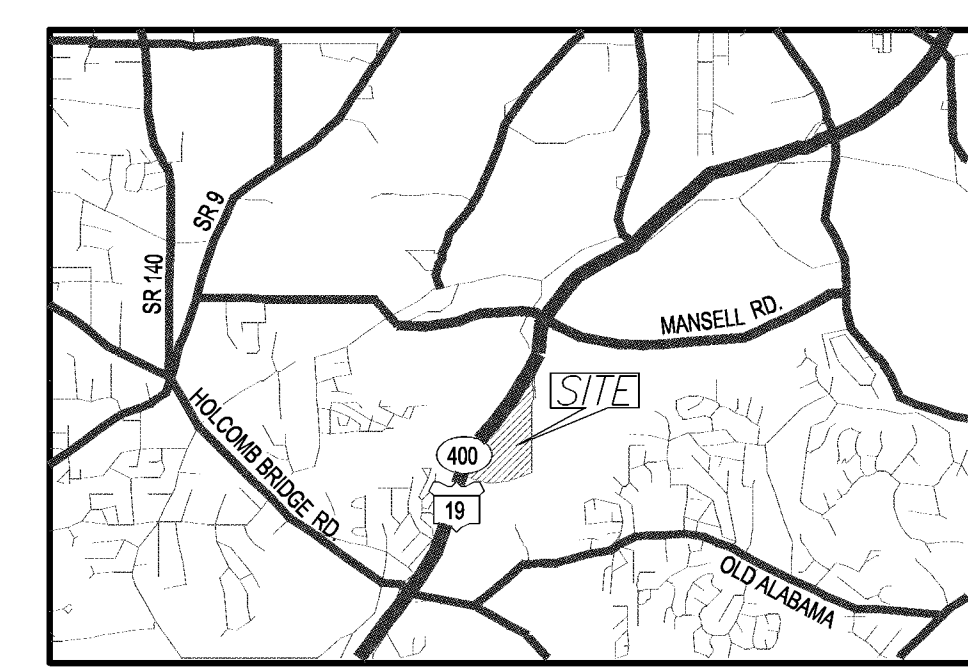 SR 9
SR 140
MANSELL RD.
SITE
HOLCOMB BRIDGE RD.
400
19
OLD ALABAMA